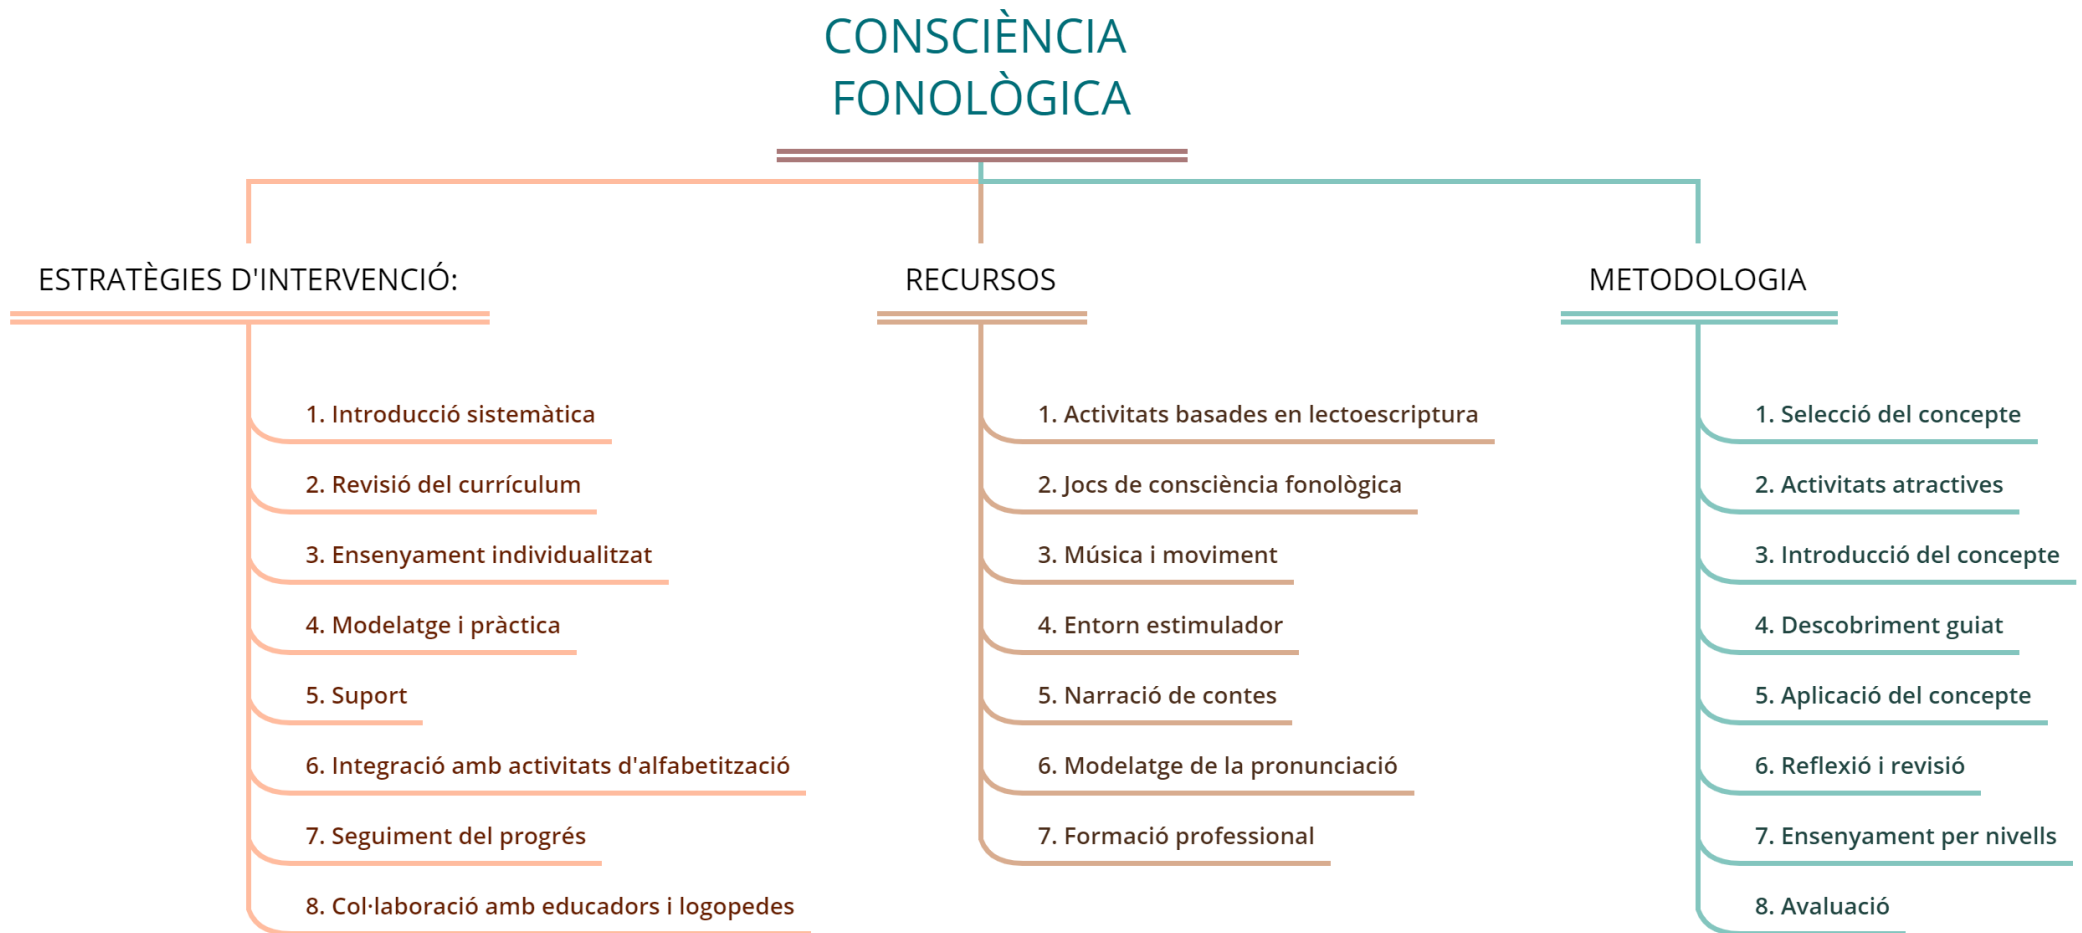 CONSCIÈNCIA
FONOLÒGICA
ESTRATÈGIES D'INTERVENCIÓ:
1. Introducció sistemàtica
2. Revisió del currículum
3. Ensenyament individualitzat
4. Modelatge i pràctica
5. Suport
6. Integració amb activitats d'alfabetització
7. Seguiment del progrés
8. Col·laboració amb educadors i logopedes
RECURSOS
1. Activitats basades en lectoescriptura
2. Jocs de consciència fonològica
3. Música i moviment
4. Entorn estimulador
5. Narració de contes
6. Modelatge de la pronunciació
7. Formació professional
METODOLOGIA
1. Selecció del concepte
2. Activitats atractives
3. Introducció del concepte
4. Descobriment guiat
5. Aplicació del concepte
6. Reflexió i revisió
7. Ensenyament per nivells
8. Avaluació